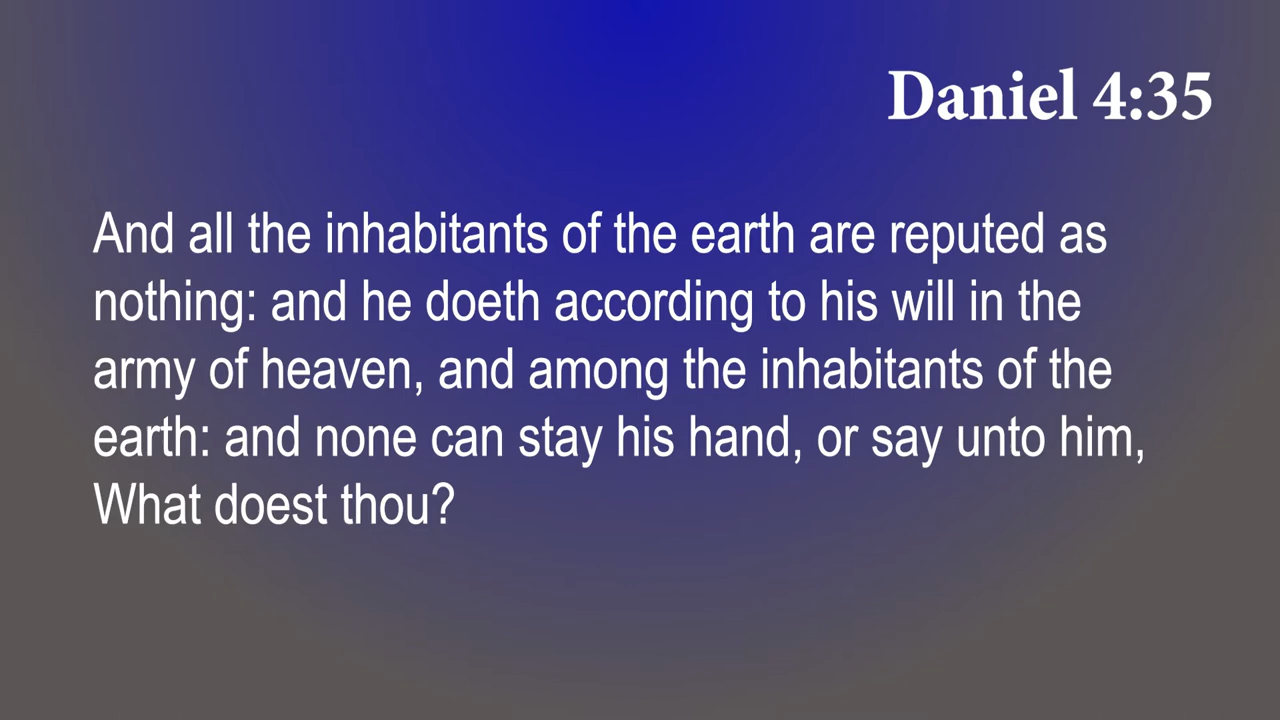 Daniel 4:35
And all the inhabitants of the earth are reputed as
nothing: and he doeth according to his will in the
army of heaven, and among the inhabitants of the
earth: and none can stay his hand, or say unto him,
What doest thou?